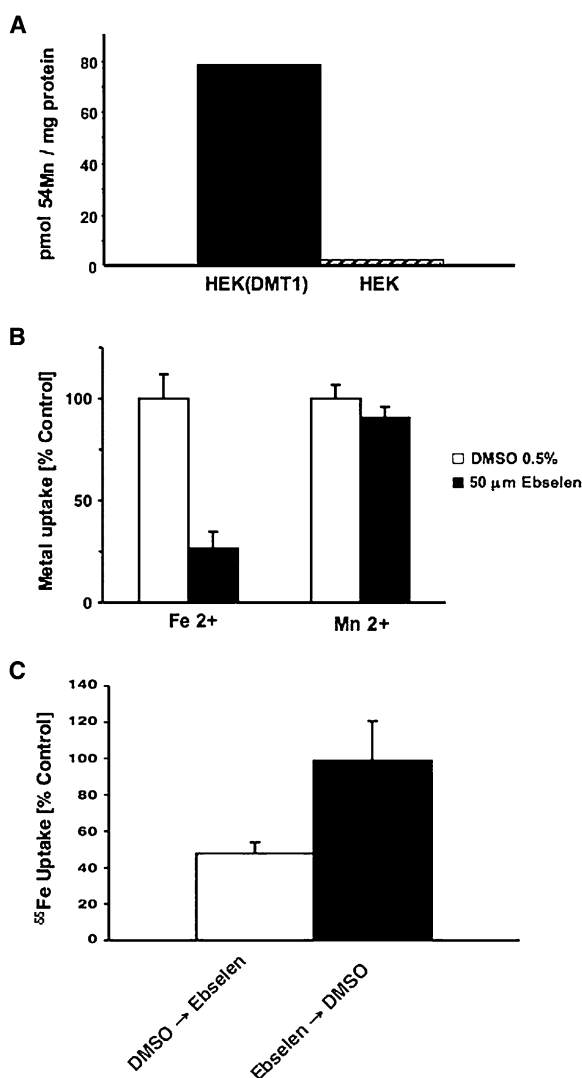 A
pmol 54Mn / mg protein
80
60
40
20
0
HEK(DMT1) HEK
B
Metal uptake [% Control]
100
50
0
Fe 2+ Mn 2+
DMSO 0.5%
50 µm Ebselen
C
55Fe Uptake [% Control]
140
120
100
80
60
40
20
0
DMSO → Ebselen
Ebselen → DMSO